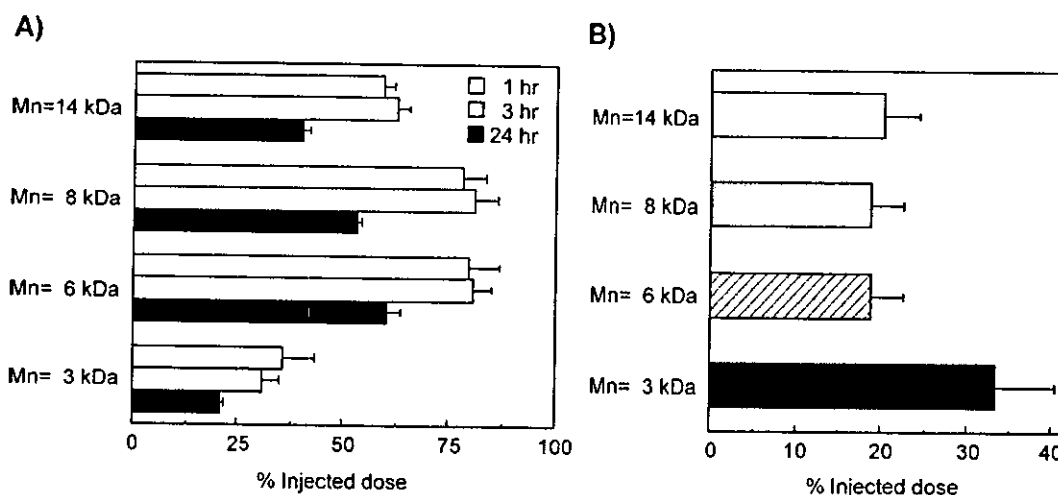 A)
1 hr
3 hr
24 hr
Mn=14 kDa
Mn= 8 kDa
Mn= 6 kDa
Mn= 3 kDa
0 25 50 75 100
% Injected dose
B)
Mn=14 kDa
Mn= 8 kDa
Mn= 6 kDa
Mn= 3 kDa
0 10 20 30 40
% Injected dose